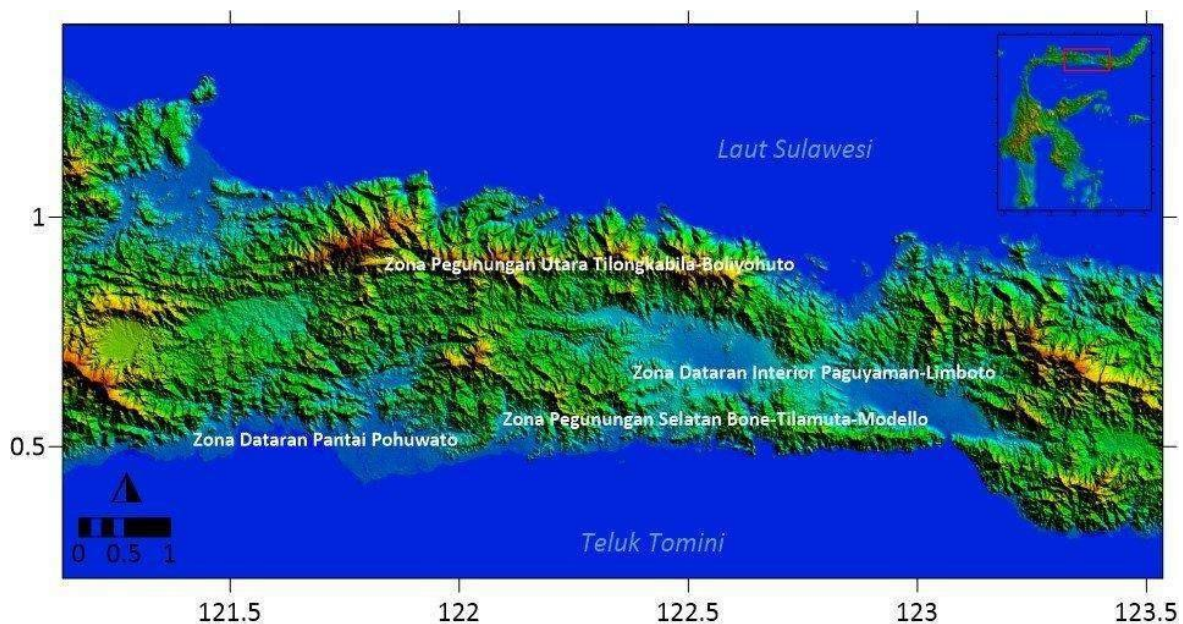 Laut Sulawesi
1
Zona Pegunungan Utara Tilongkabila-Boliyohuto
Zona Dataran Interior Paguyaman-Limboto
Zona Pegunungan Selatan Bone-Tilamuta-Modello
Zona Dataran Pantai Pohuwato
0.5
Teluk Tomini
0 0.5 1
121.5 122 122.5 123 123.5